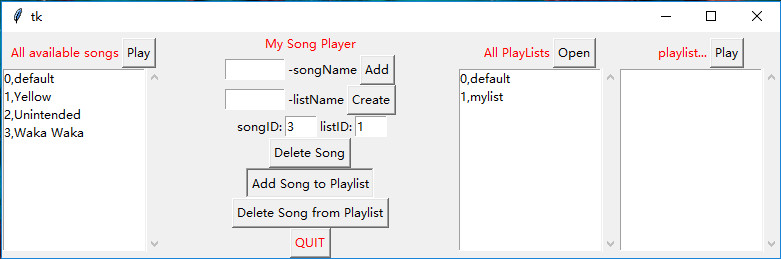 tk
All available songs Play
0,default
1,Yellow
2,Unintended
3,Waka Waka
My Song Player
-songName Add
-listName Create
songID: 3 listID: 1
Delete Song
Add Song to Playlist
Delete Song from Playlist
QUIT
All PlayLists Open
0,default
1,mylist
playlist... Play